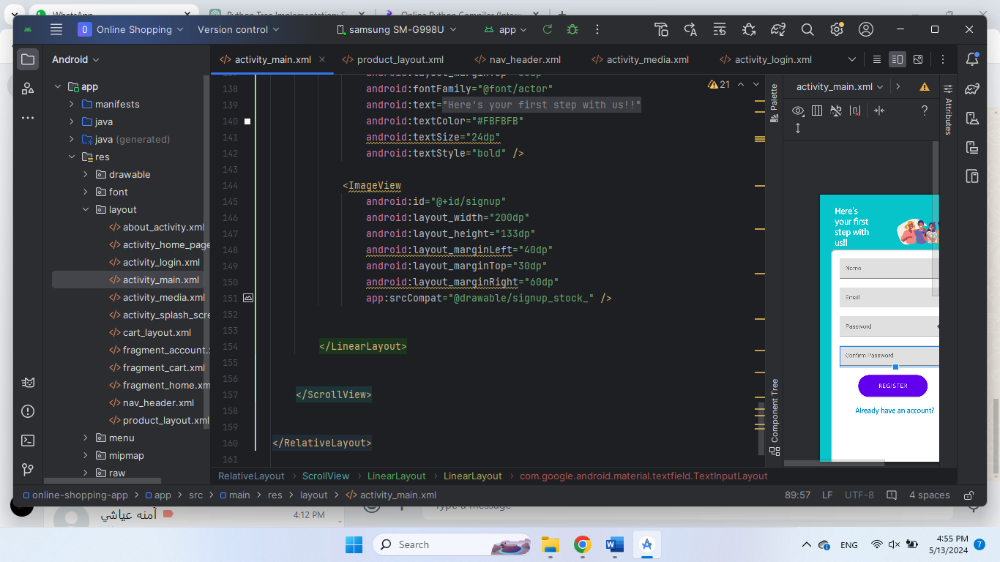 WhatsApp
Python Tree Implementation: S
Online Python Compiler (Interp
O Online Shopping
Version control
samsung SM-G998U
app
Android
activity_main.xml
product_layout.xml
nav_header.xml
activity_media.xml
activity_login.xml
app
manifests
java
java (generated)
res
drawable
font
layout
about_activity.xml
activity_home_page
activity_login.xml
activity_main.xml
activity_media.xml
activity_splash_scre
cart_layout.xml
fragment_account.
fragment_cart.xml
fragment_home.xm
nav_header.xml
product_layout.xml
menu
mipmap
raw
138 android:fontFamily="@font/actor"
139 android:text="Here's your first step with us!!"
140 android:textColor="#FBFBFB"
141 android:textSize="24dp"
142 android:textStyle="bold" />
143
144 <ImageView
145 android:id="@+id/signup"
146 android:layout_width="200dp"
147 android:layout_height="133dp"
148 android:layout_marginLeft="40dp"
149 android:layout_marginTop="30dp"
150 android:layout_marginRight="60dp"
151 app:srcCompat="@drawable/signup_stock_" />
152
153
154 </LinearLayout>
155
156
157 </ScrollView>
158
159
160 </RelativeLayout>
161
21
Palette
Component Tree
activity_main.xml
Attributes
Here's
your first
step with
us!!
Name
Email
Password
Confirm Password
REGISTER
Already have an account?
RelativeLayout > ScrollView > LinearLayout > LinearLayout > com.google.android.material.textfield.TextInputLayout
online-shopping-app > app > src > main > res > layout > activity_main.xml
89:57 LF UTF-8 4 spaces
آمنه عياشي
4:12 PM
Type a message
Search
ENG
4:55 PM
5/13/2024
7